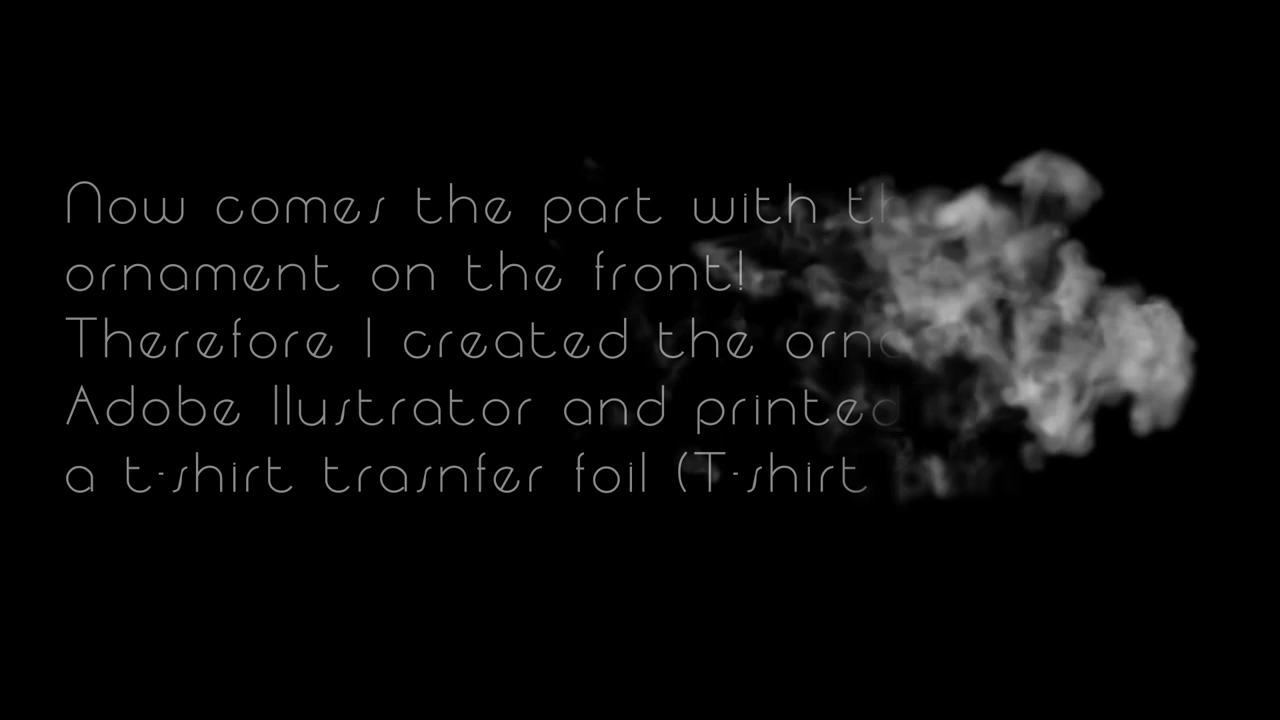 Now comes the part with
ornament on the front!
Therefore I created the
Adobe Illustrator and printed
a t-shirt trasnfer foil (T-shirt